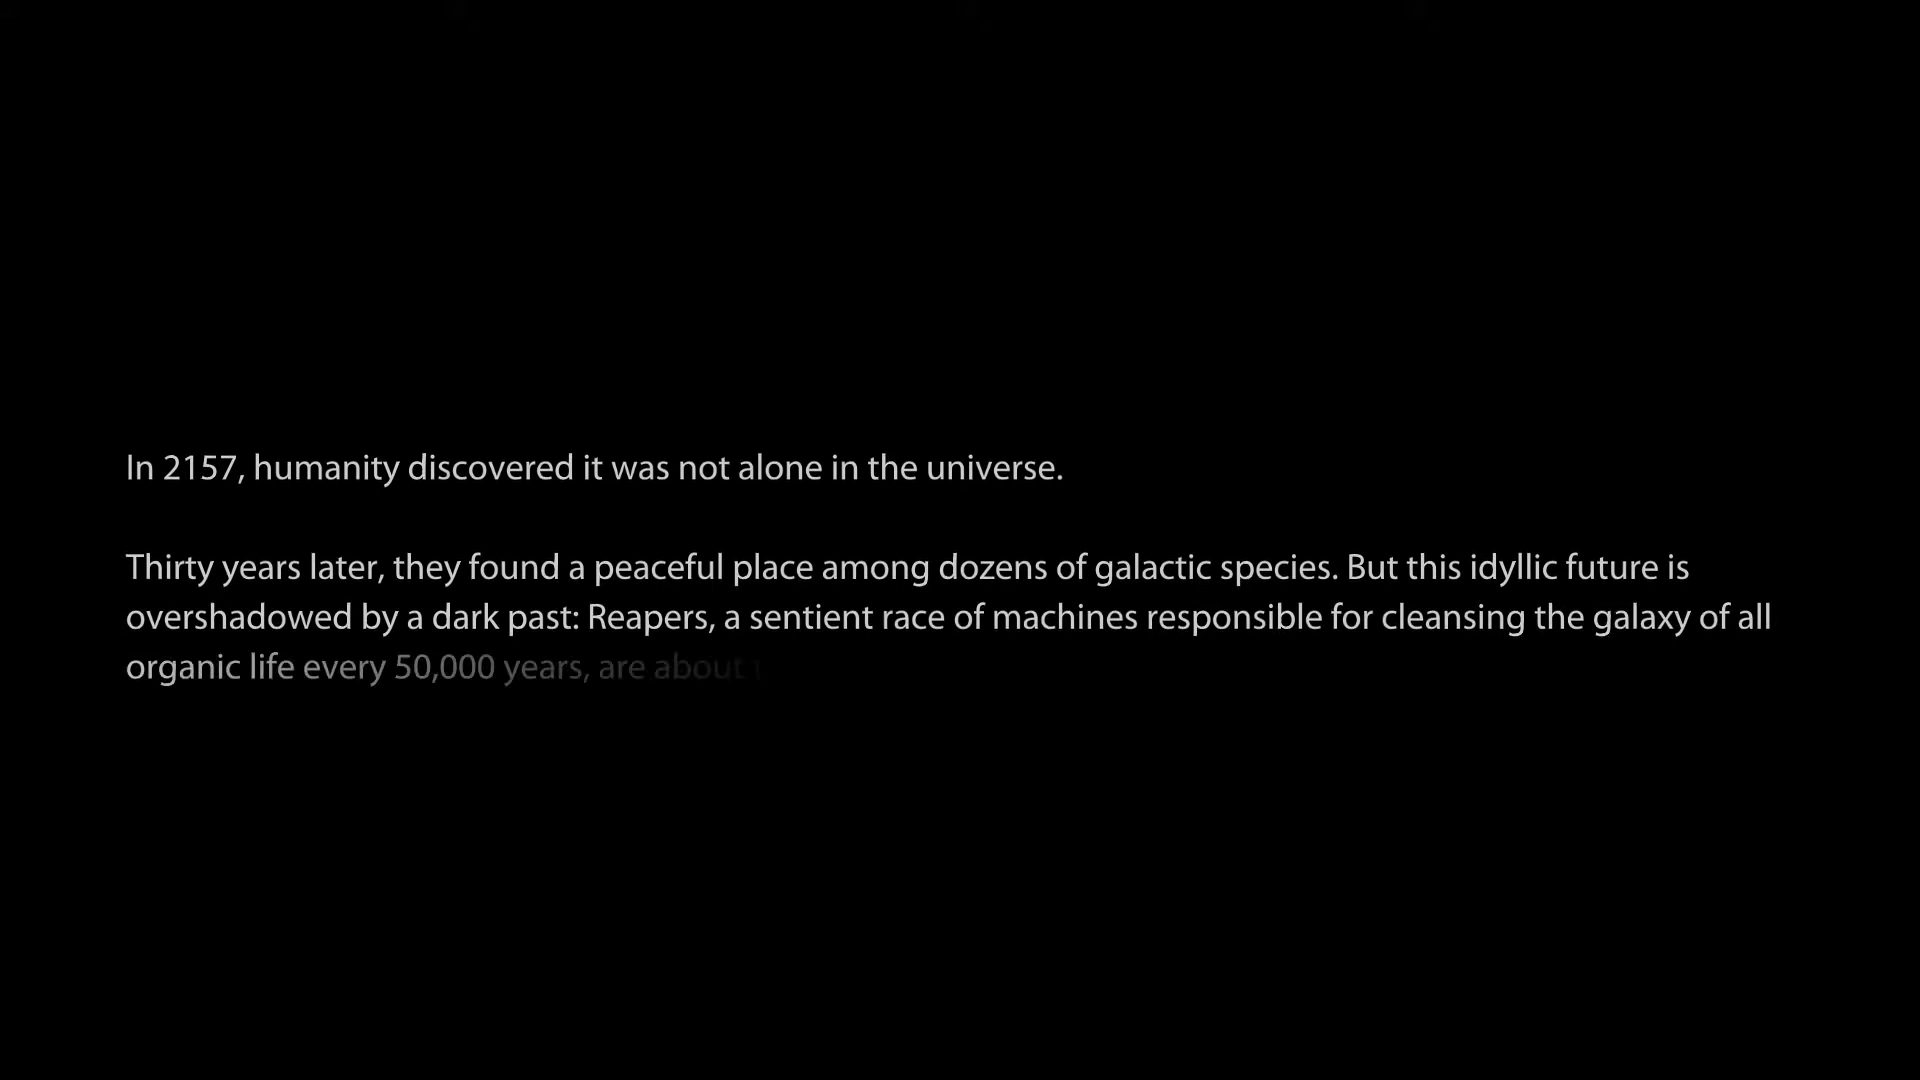 In 2157, humanity discovered it was not alone in the universe.
Thirty years later, they found a peaceful place among dozens of galactic species. But this idyllic future is
overshadowed by a dark past: Reapers, a sentient race of machines responsible for cleansing the galaxy of all
organic life every 50,000 years, are about